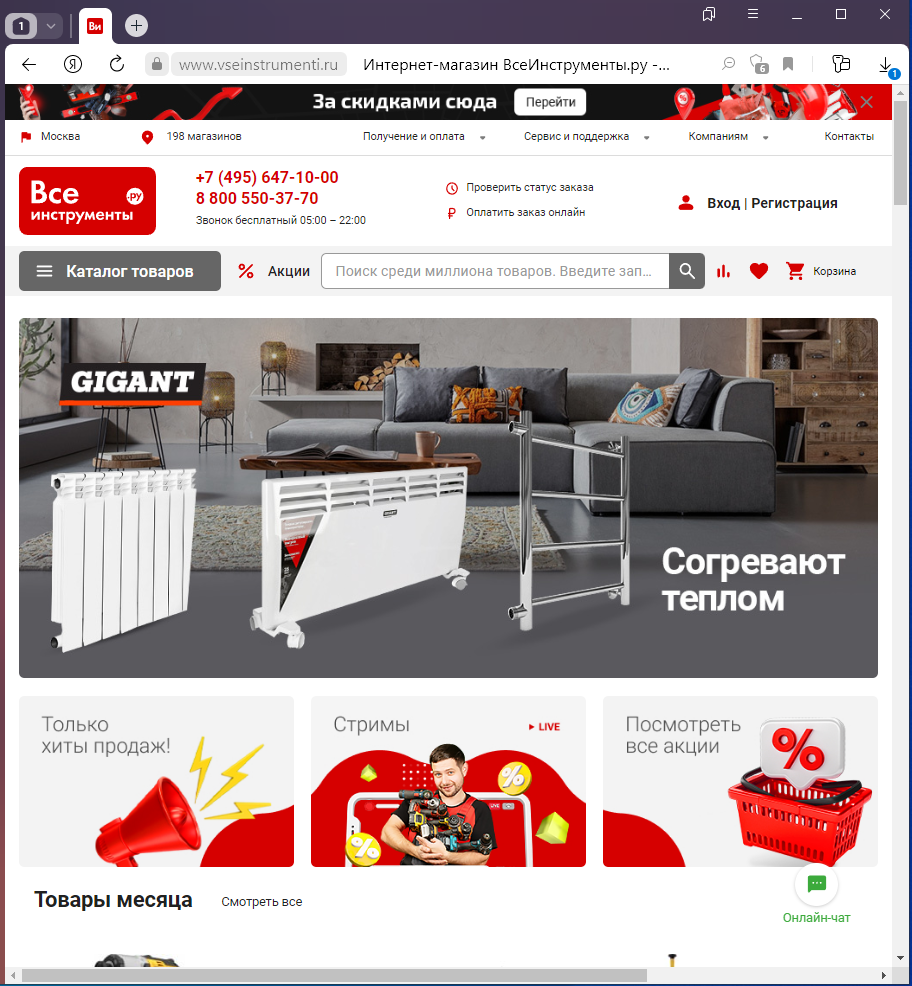 1
Ви
www.vseinstrumenti.ru
Интернет-магазин ВсеИнструменты.ру -...
6
1
За скидками сюда
Перейти
Москва
198 магазинов
Получение и оплата
Сервис и поддержка
Компаниям
Контакты
Все
.РУ
инструменты
+7 (495) 647-10-00
8 800 550-37-70
Звонок бесплатный 05:00 – 22:00
Проверить статус заказа
Оплатить заказ онлайн
Вход | Регистрация
Каталог товаров
% Акции
Поиск среди миллиона товаров. Введите зап...
Корзина
GIGANT
GIGANT
Согревают
теплом
Только
хиты продаж!
Стримы
LIVE
LIVE
%
%
Посмотреть
все акции
%
Товары месяца
Смотреть все
Онлайн-чат